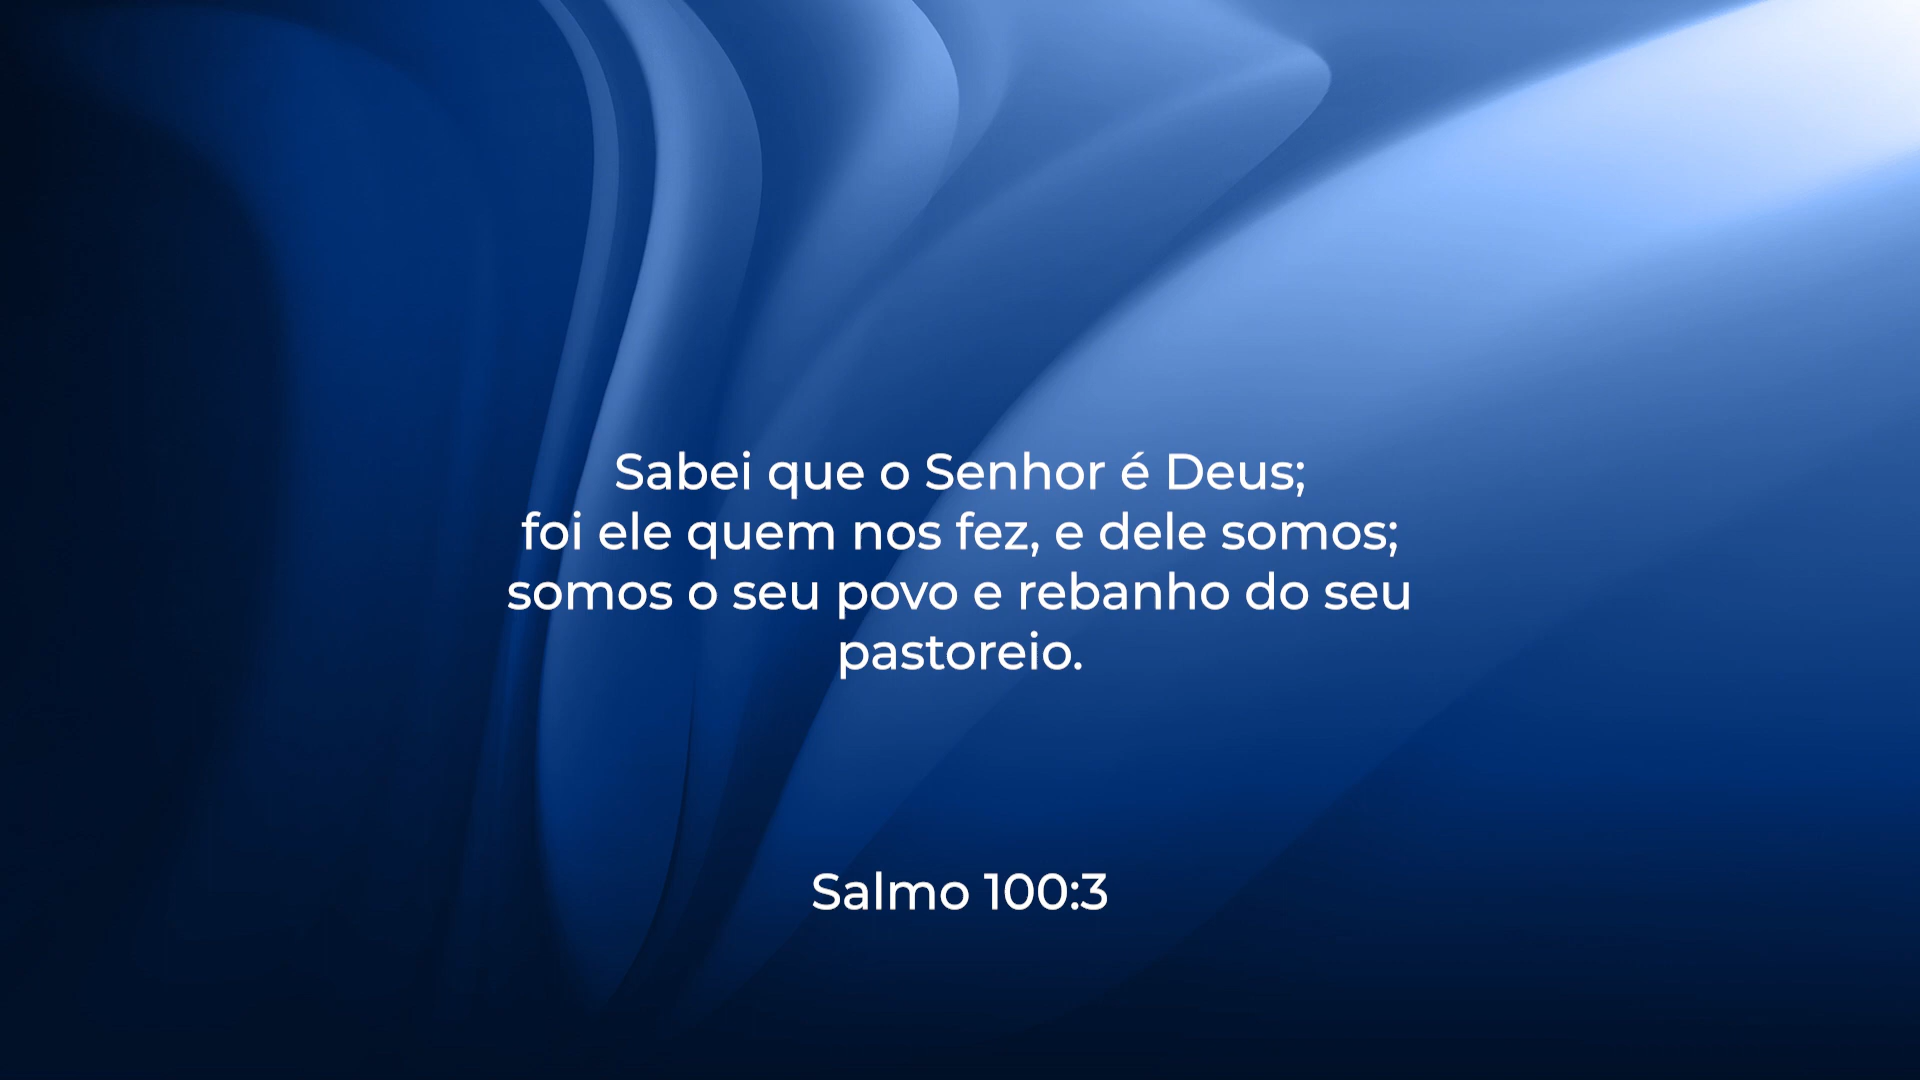 Sabei que o Senhor é Deus;
foi ele quem nos fez, e dele somos;
somos o seu povo e rebanho do seu
pastoreio.
Salmo 100:3